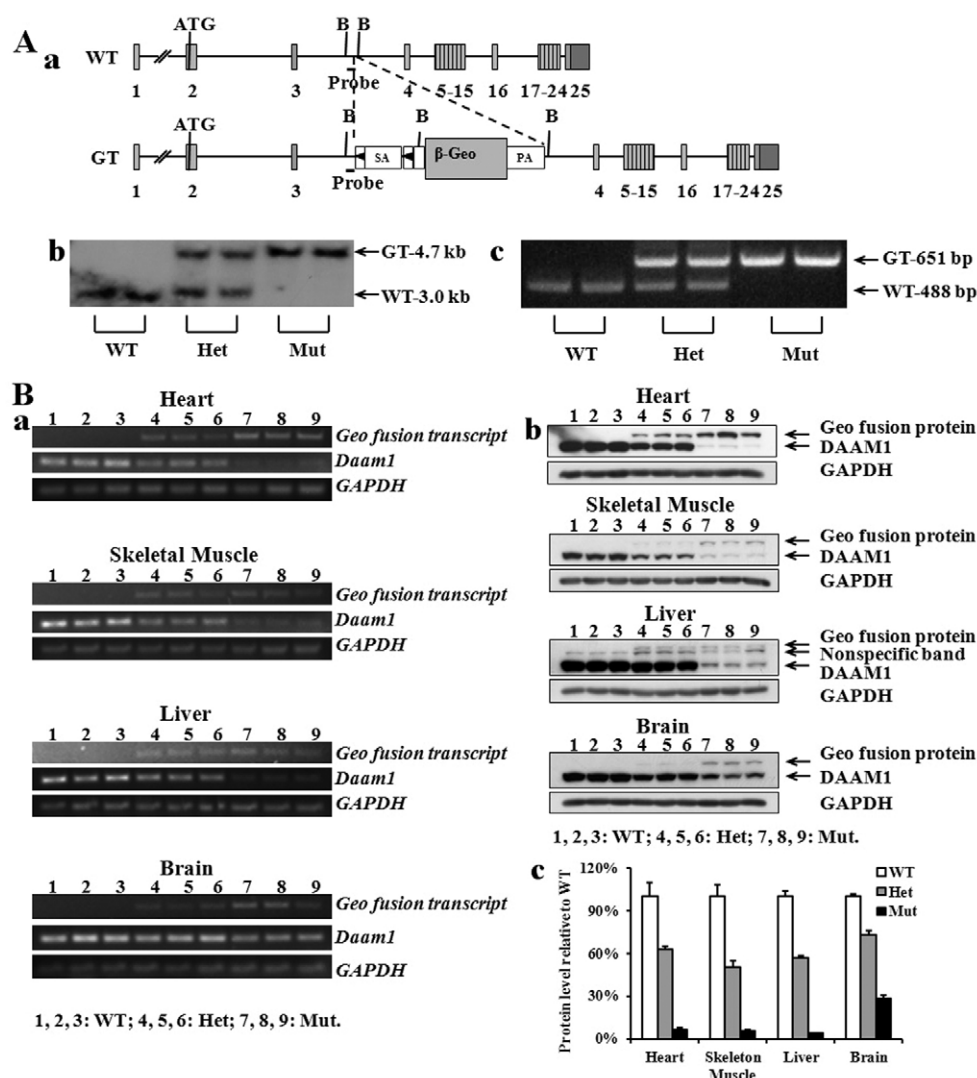 A
a
ATG
B B
WT
Probe
1 2 3 4 5-15 16 17-24 25
ATG
B B B
GT
SA β-Geo PA
Probe
1 2 3 4 5-15 16 17-24 25
b
GT-4.7 kb
WT-3.0 kb
WT Het Mut
c
GT-651 bp
WT-488 bp
WT Het Mut
B
a
Heart
1 2 3 4 5 6 7 8 9
Geo fusion transcript
Daam1
GAPDH
Skeletal Muscle
1 2 3 4 5 6 7 8 9
Geo fusion transcript
Daam1
GAPDH
Liver
1 2 3 4 5 6 7 8 9
Geo fusion transcript
Daam1
GAPDH
Brain
1 2 3 4 5 6 7 8 9
Geo fusion transcript
Daam1
GAPDH
1, 2, 3: WT; 4, 5, 6: Het; 7, 8, 9: Mut.
b
Heart
1 2 3 4 5 6 7 8 9
Geo fusion protein
DAAM1
GAPDH
Skeletal Muscle
1 2 3 4 5 6 7 8 9
Geo fusion protein
DAAM1
GAPDH
Liver
1 2 3 4 5 6 7 8 9
Geo fusion protein
Nonspecific band
DAAM1
GAPDH
Brain
1 2 3 4 5 6 7 8 9
Geo fusion protein
DAAM1
GAPDH
1, 2, 3: WT; 4, 5, 6: Het; 7, 8, 9: Mut.
c
Protein level relative to WT
120%
90%
60%
30%
0%
WT
Het
Mut
Heart Skeleton Liver Brain
Muscle